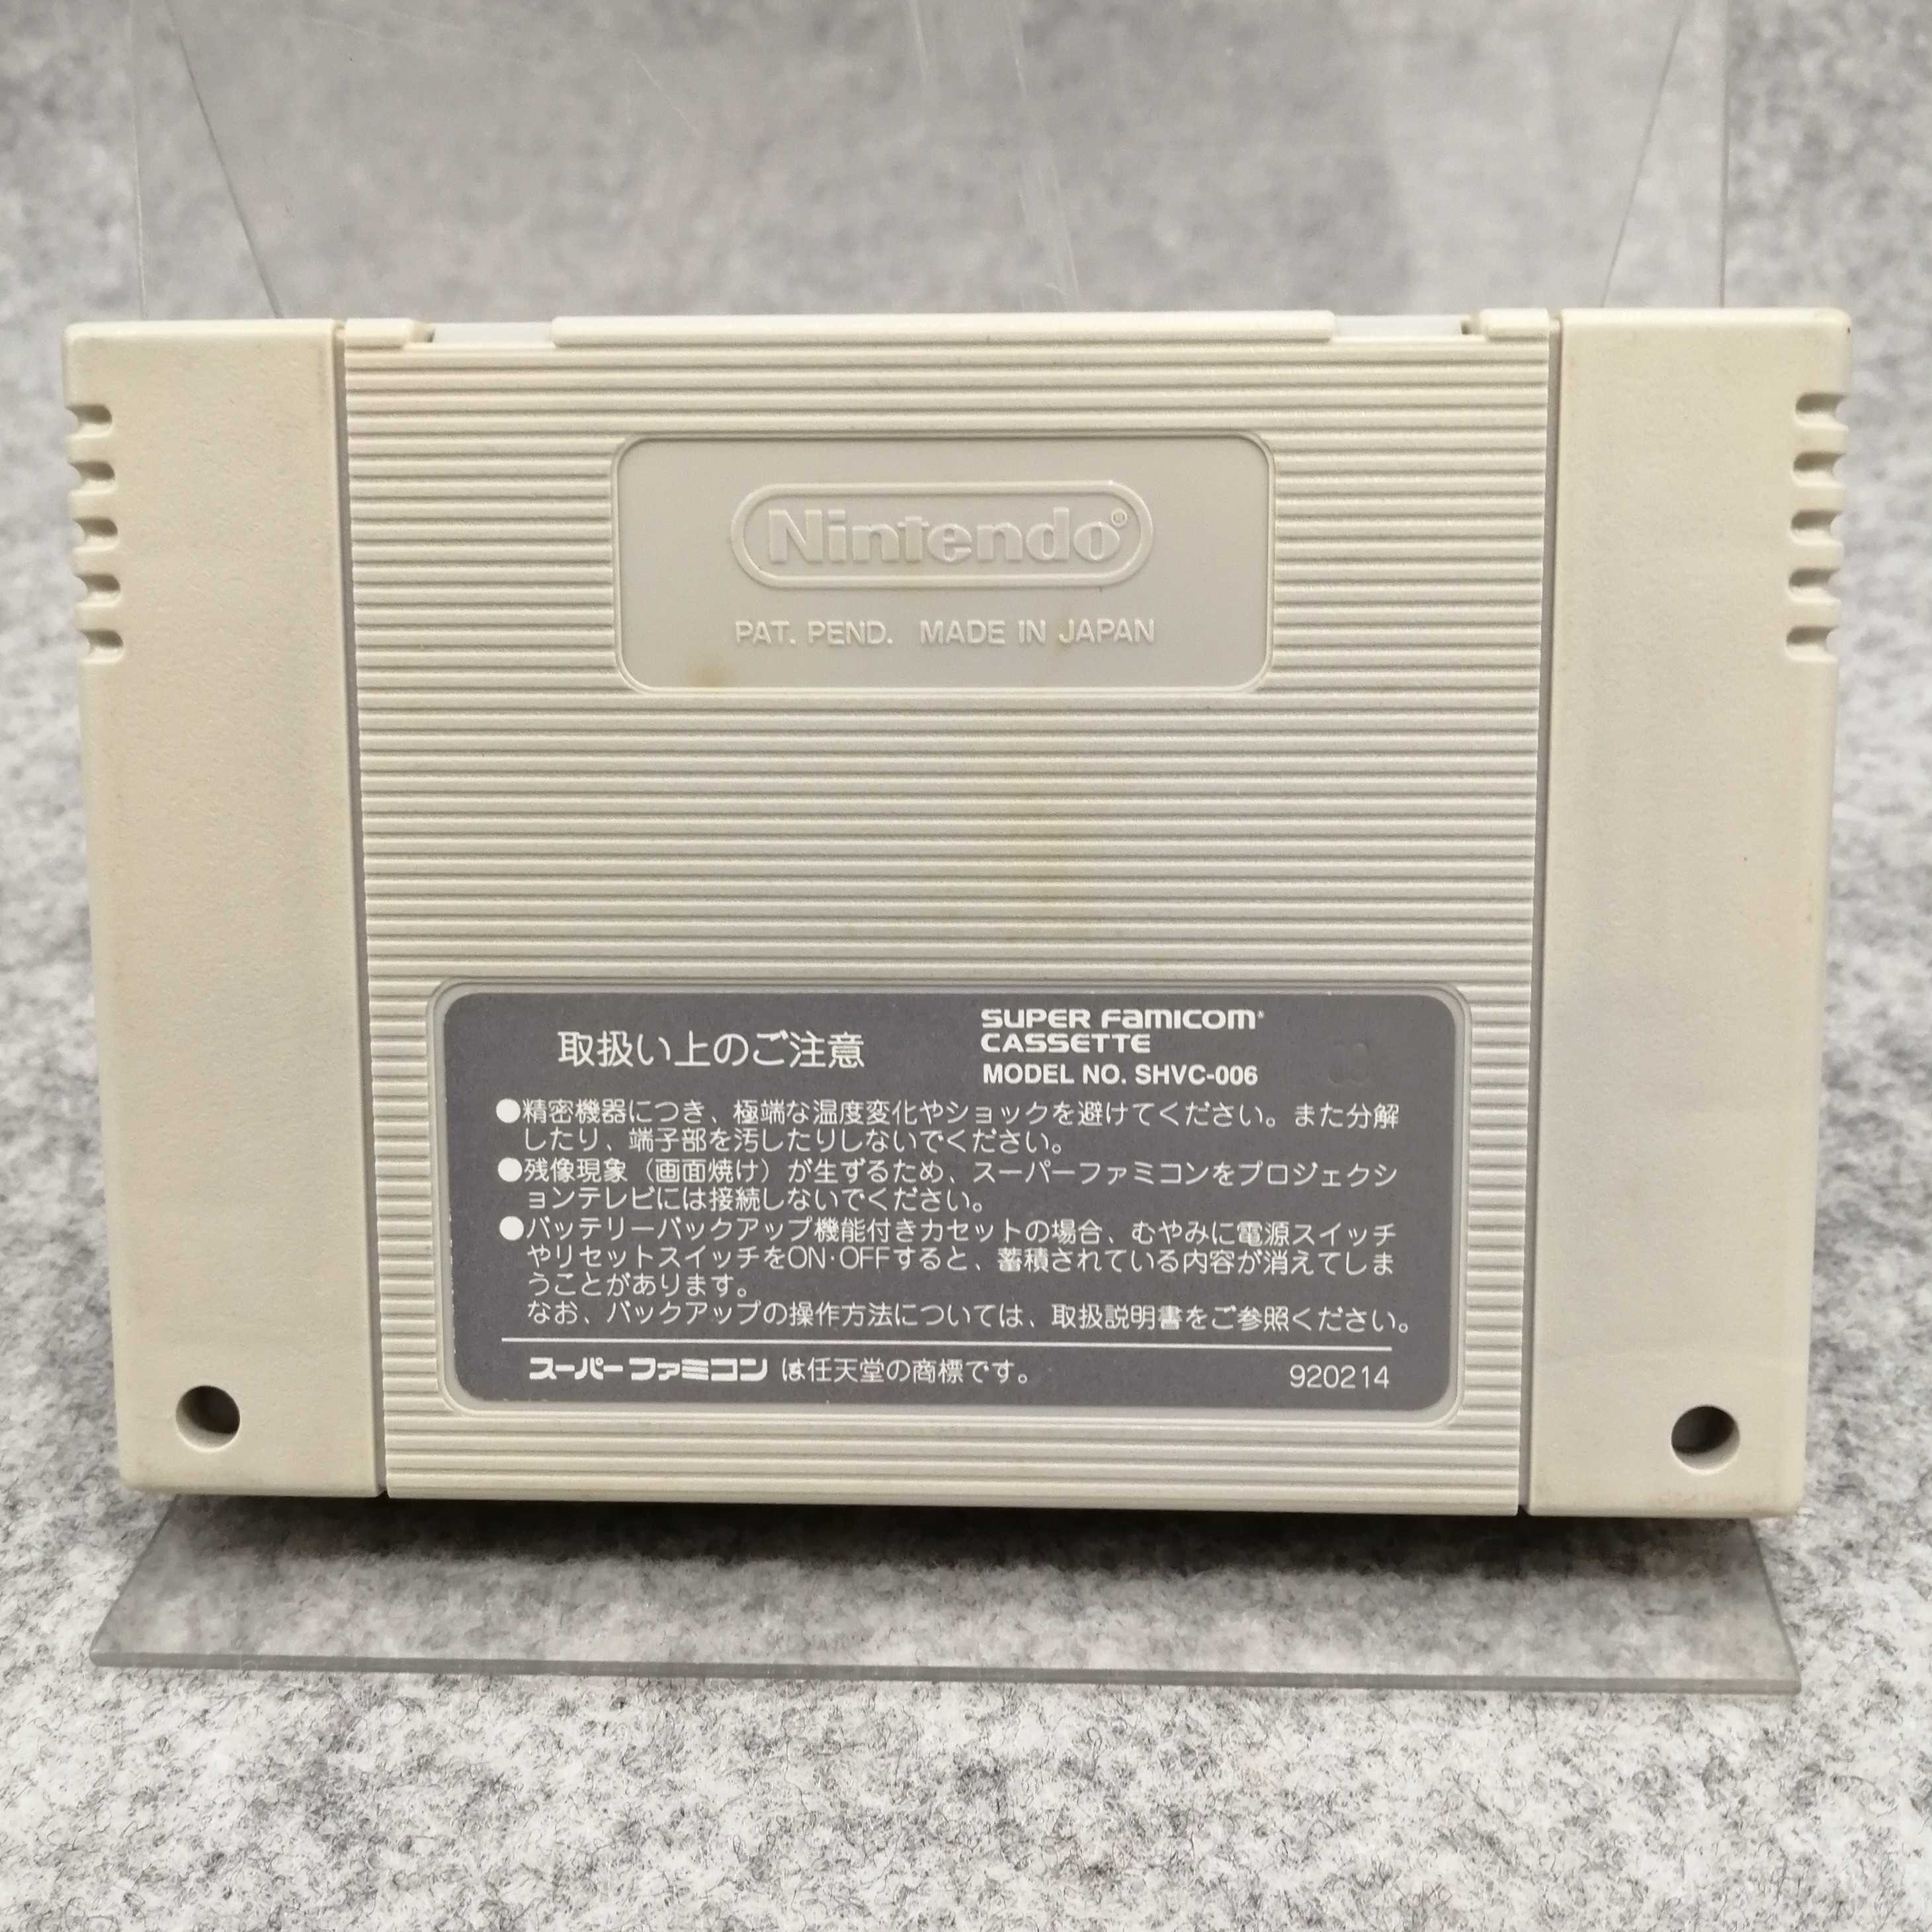 Nintendo®
PAT. PEND. MADE IN JAPAN
取扱い上のご注意
SUPER FAMICOM®
CASSETTE
MODEL NO. SHVC-006
●精密機器につき、極端な温度変化やショックを避けてください。また分解
したり、端子部を汚したりしないでください。
●残像現象（画面焼け）が生ずるため、スーパーファミコンをプロジェクシ
ョンテレビには接続しないでください。
●バッテリーバックアップ機能付きカセットの場合、むやみに電源スイッチ
やリセットスイッチをON·OFFすると、蓄積されている内容が消えてしま
うことがあります。
なお、バックアップの操作方法については、取扱説明書をご参照ください。
スーパーファミコン は任天堂の商標です。
920214